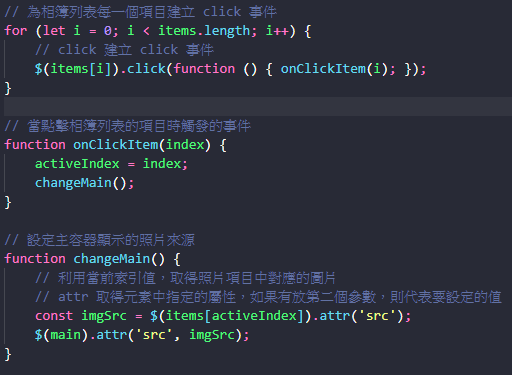 // 為相簿列表每一個項目建立 click 事件
for (let i = 0; i < items.length; i++) {
    // click 建立 click 事件
    $(items[i]).click(function () { onClickItem(i); });
}
// 當點擊相簿列表的項目時觸發的事件
function onClickItem(index) {
    activeIndex = index;
    changeMain();
}
// 設定主容器顯示的照片來源
function changeMain() {
    // 利用當前索引值，取得照片項目中對應的圖片
    // attr 取得元素中指定的屬性，如果有放第二個參數，則代表要設定的值
    const imgSrc = $(items[activeIndex]).attr('src');
    $(main).attr('src', imgSrc);
}